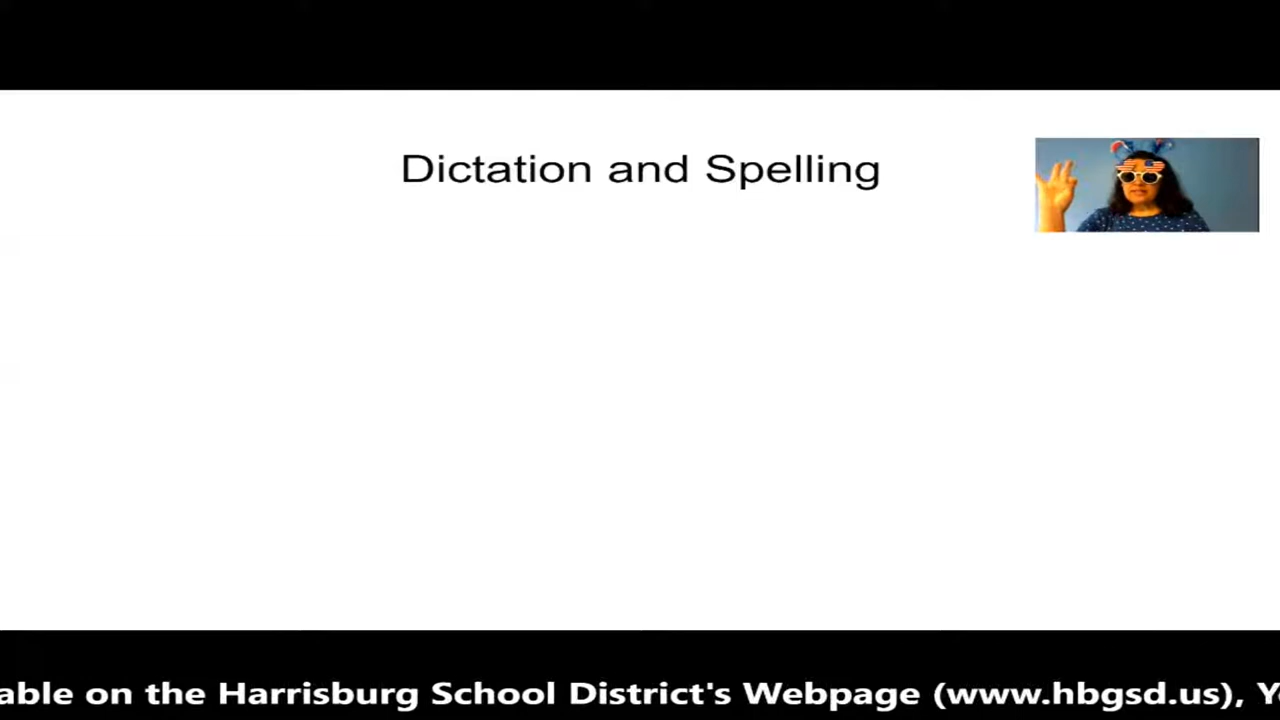 Dictation and Spelling
able on the Harrisburg School District's Webpage (www.hbgsd.us),